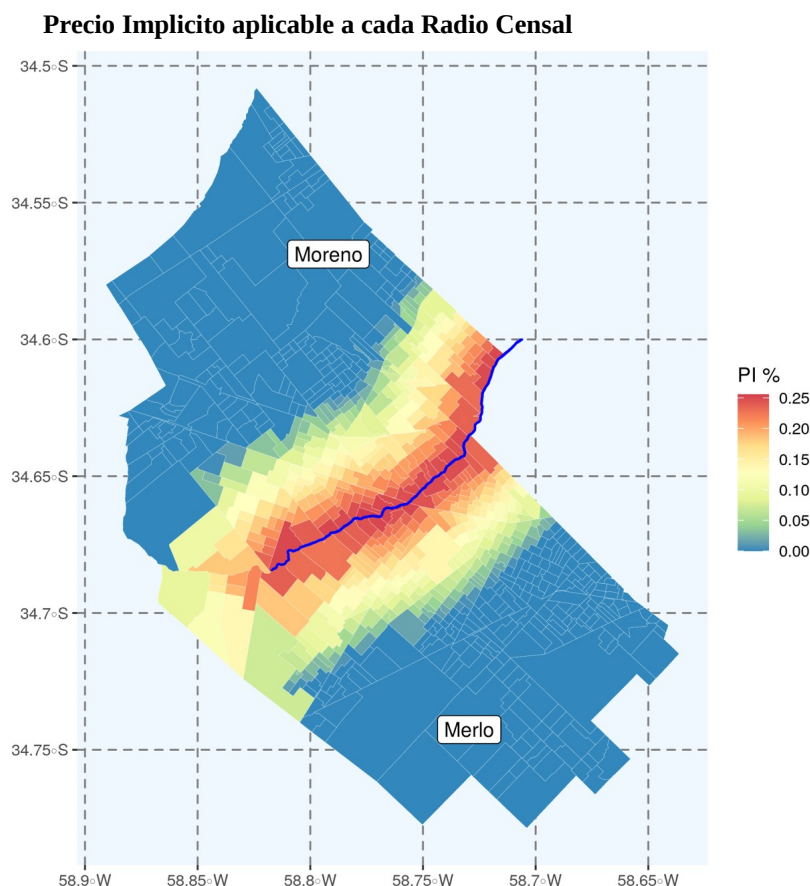 Precio Implicito aplicable a cada Radio Censal
34.5◦S
34.55◦S
34.6◦S
34.65◦S
34.7◦S
34.75◦S
Moreno
Merlo
PI %
0.25
0.20
0.15
0.10
0.05
0.00
58.9◦W
58.85◦W
58.8◦W
58.75◦W
58.7◦W
58.65◦W